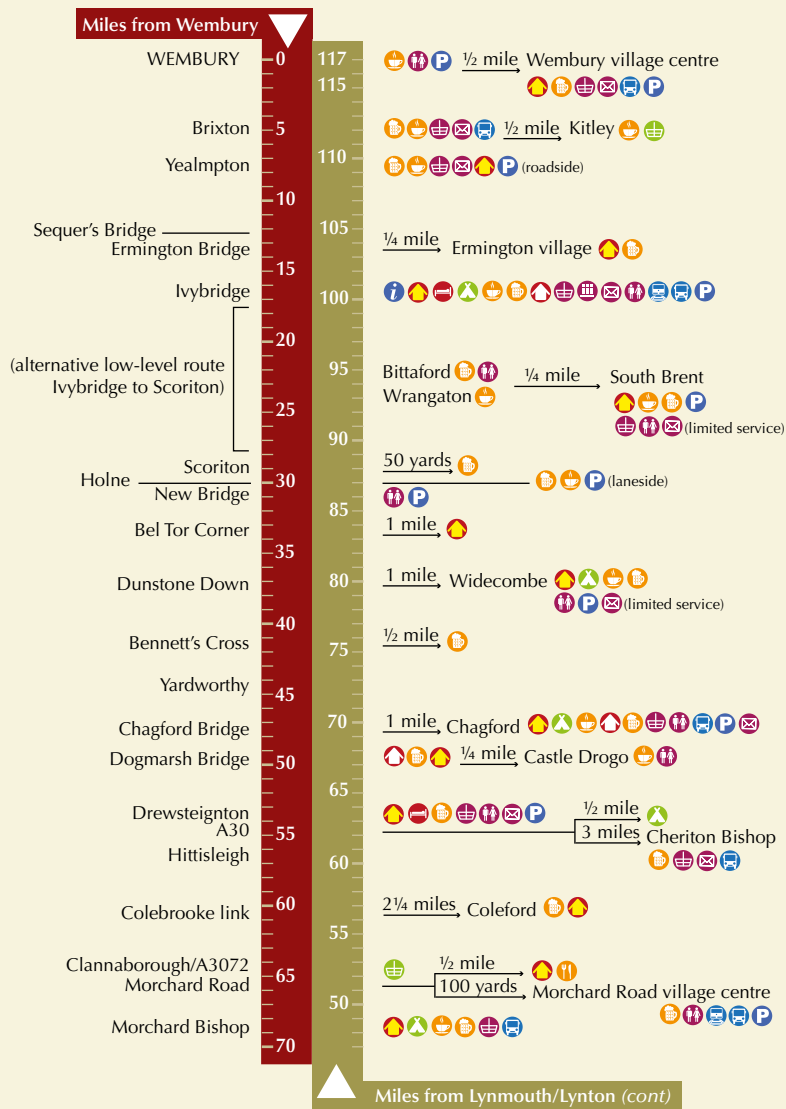 Miles from Wembury
WEMBURY 0 117 ½ mile Wembury village centre
115
Brixton 5 ½ mile Kitley
Yealmpton 110 P (roadside)
10
Sequer's Bridge 105
Ermington Bridge ¼ mile Ermington village
15
Ivybridge 100
20
(alternative low-level route 95 Bittaford ¼ mile South Brent
Ivybridge to Scoriton) Wrangaton
25
(limited service)
90
Scoriton 50 yards
Holne 30 P (laneside)
New Bridge 85 P
Bel Tor Corner 1 mile
35
Dunstone Down 80 1 mile Widecombe
P (limited service)
40
Bennett's Cross 75 ½ mile
Yardworthy
45
Chagford Bridge 70 1 mile Chagford P
Dogmarsh Bridge 50 ¼ mile Castle Drogo
65
Drewsteignton P ½ mile
A30 55 3 miles Cheriton Bishop
Hittisleigh 60
60
Colebrooke link 2¼ miles Coleford
55
Clannaborough/A3072 ½ mile
Morchard Road 65 100 yards Morchard Road village centre
50 P
Morchard Bishop
70
Miles from Lynmouth/Lynton (cont)